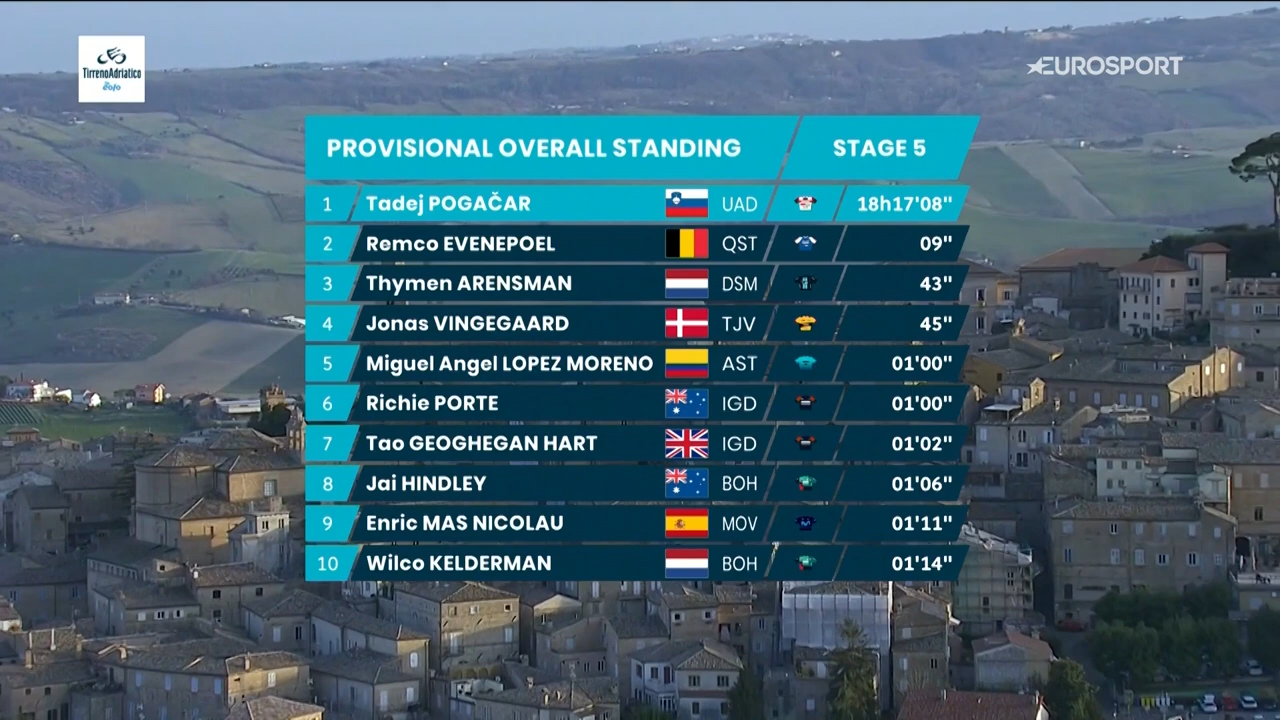 TirrenoAdriatico
eolo
EUROSPORT
PROVISIONAL OVERALL STANDING STAGE 5
1 Tadej POGAČAR UAD 18h17'08"
2 Remco EVENEPOEL QST 09"
3 Thymen ARENSMAN DSM 43"
4 Jonas VINGEGAARD TJV 45"
5 Miguel Angel LOPEZ MORENO AST 01'00"
6 Richie PORTE IGD 01'00"
7 Tao GEOGHEGAN HART IGD 01'02"
8 Jai HINDLEY BOH 01'06"
9 Enric MAS NICOLAU MOV 01'11"
10 Wilco KELDERMAN BOH 01'14"